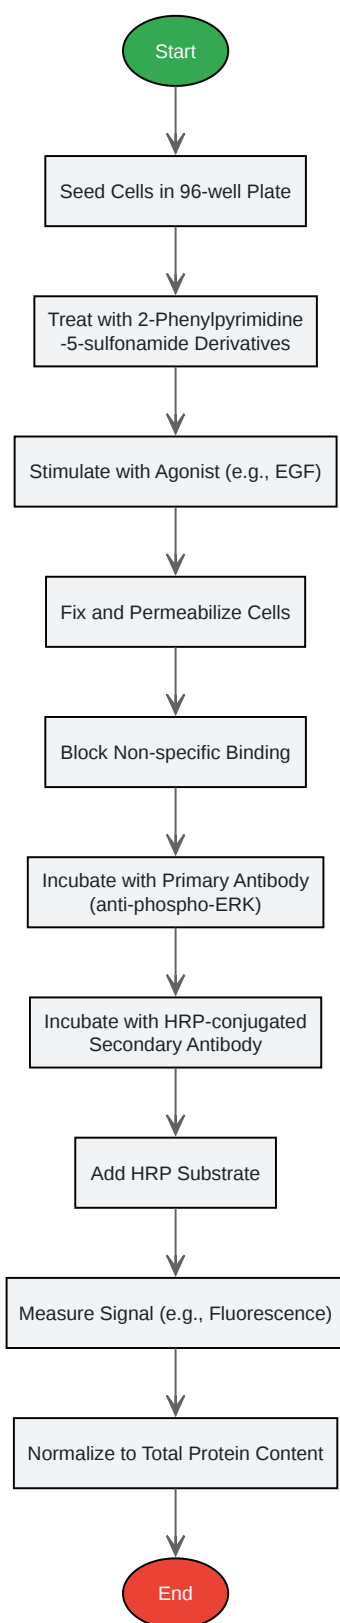 Start
Seed Cells in 96-well Plate
Treat with 2-Phenylpyrimidine
-5-sulfonamide Derivatives
Stimulate with Agonist (e.g., EGF)
Fix and Permeabilize Cells
Block Non-specific Binding
Incubate with Primary Antibody
(anti-phospho-ERK)
Incubate with HRP-conjugated
Secondary Antibody
Add HRP Substrate
Measure Signal (e.g., Fluorescence)
Normalize to Total Protein Content
End